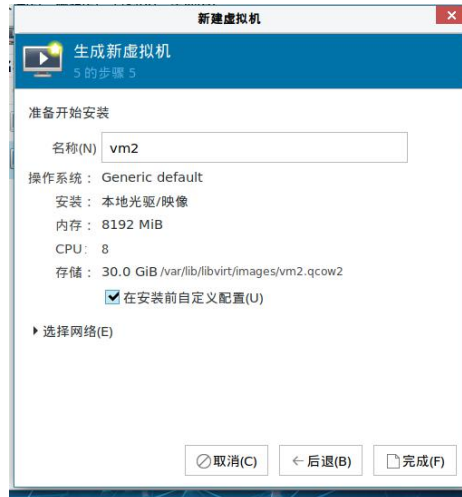 新建虚拟机
生成新虚拟机
5 的步骤 5
准备开始安装
名称(N) vm2
操作系统： Generic default
安装： 本地光驱/映像
内存： 8192 MiB
CPU： 8
存储： 30.0 GiB /var/lib/libvirt/images/vm2.qcow2
在安装前自定义配置(U)
选择网络(E)
取消(C) 后退(B) 完成(F)